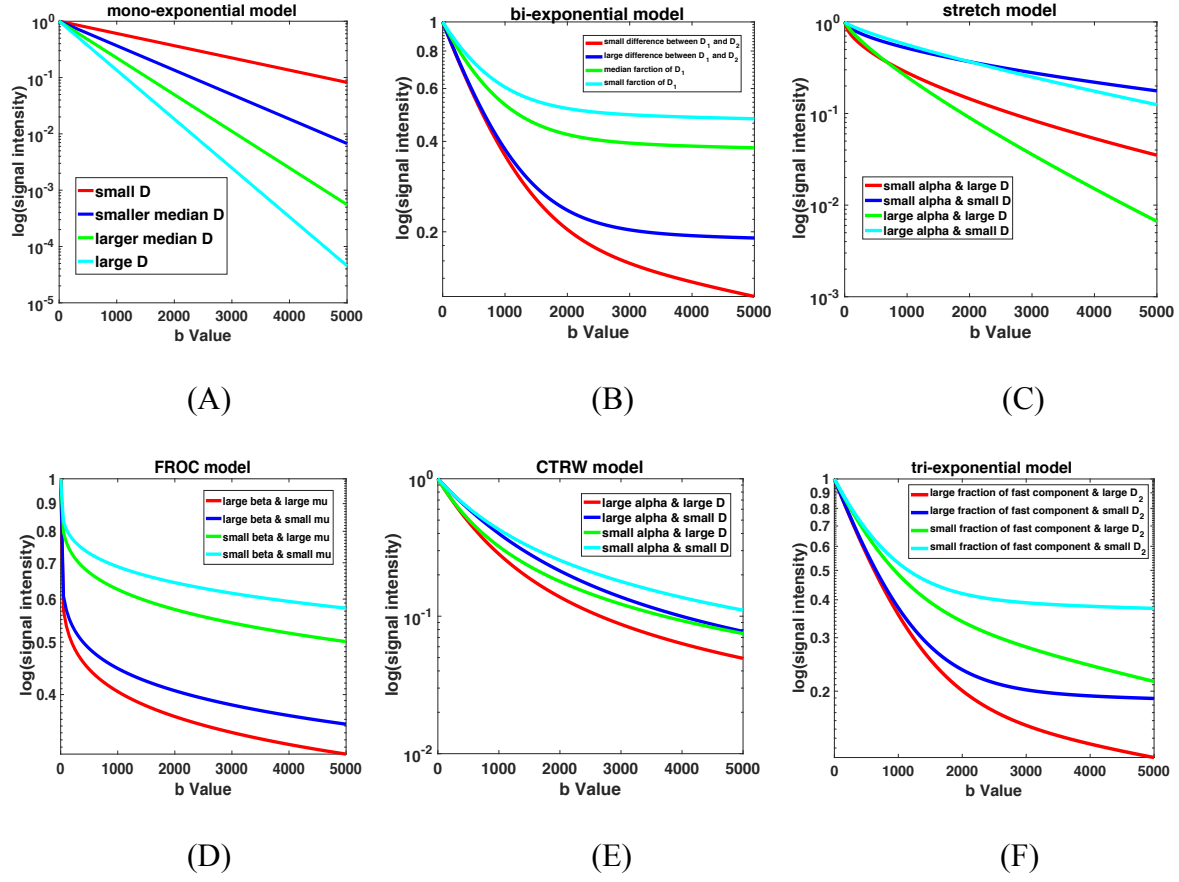 mono-exponential model
10^0
10^-1
10^-2
10^-3
10^-4
10^-5
log(signal intensity)
small D
smaller median D
larger median D
large D
0 1000 2000 3000 4000 5000
b Value
(A)
bi-exponential model
1
0.8
0.6
0.4
0.2
log(signal intensity)
small difference between D_1 and D_2
large difference between D_1 and D_2
median farction of D_1
small farction of D_1
0 1000 2000 3000 4000 5000
b Value
(B)
stretch model
10^0
10^-1
10^-2
10^-3
log(signal intensity)
small alpha & large D
small alpha & small D
large alpha & large D
large alpha & small D
0 1000 2000 3000 4000 5000
b Value
(C)
FROC model
1
0.9
0.8
0.7
0.6
0.5
0.4
log(signal intensity)
large beta & large mu
large beta & small mu
small beta & large mu
small beta & small mu
0 1000 2000 3000 4000 5000
b Value
(D)
CTRW model
10^0
10^-1
10^-2
log(signal intensity)
large alpha & large D
large alpha & small D
small alpha & large D
small alpha & small D
0 1000 2000 3000 4000 5000
b Value
(E)
tri-exponential model
1
0.9
0.8
0.7
0.6
0.5
0.4
0.3
0.2
log(signal intensity)
large fraction of fast component & large D_2
large fraction of fast component & small D_2
small fraction of fast component & large D_2
small fraction of fast component & small D_2
0 1000 2000 3000 4000 5000
b Value
(F)